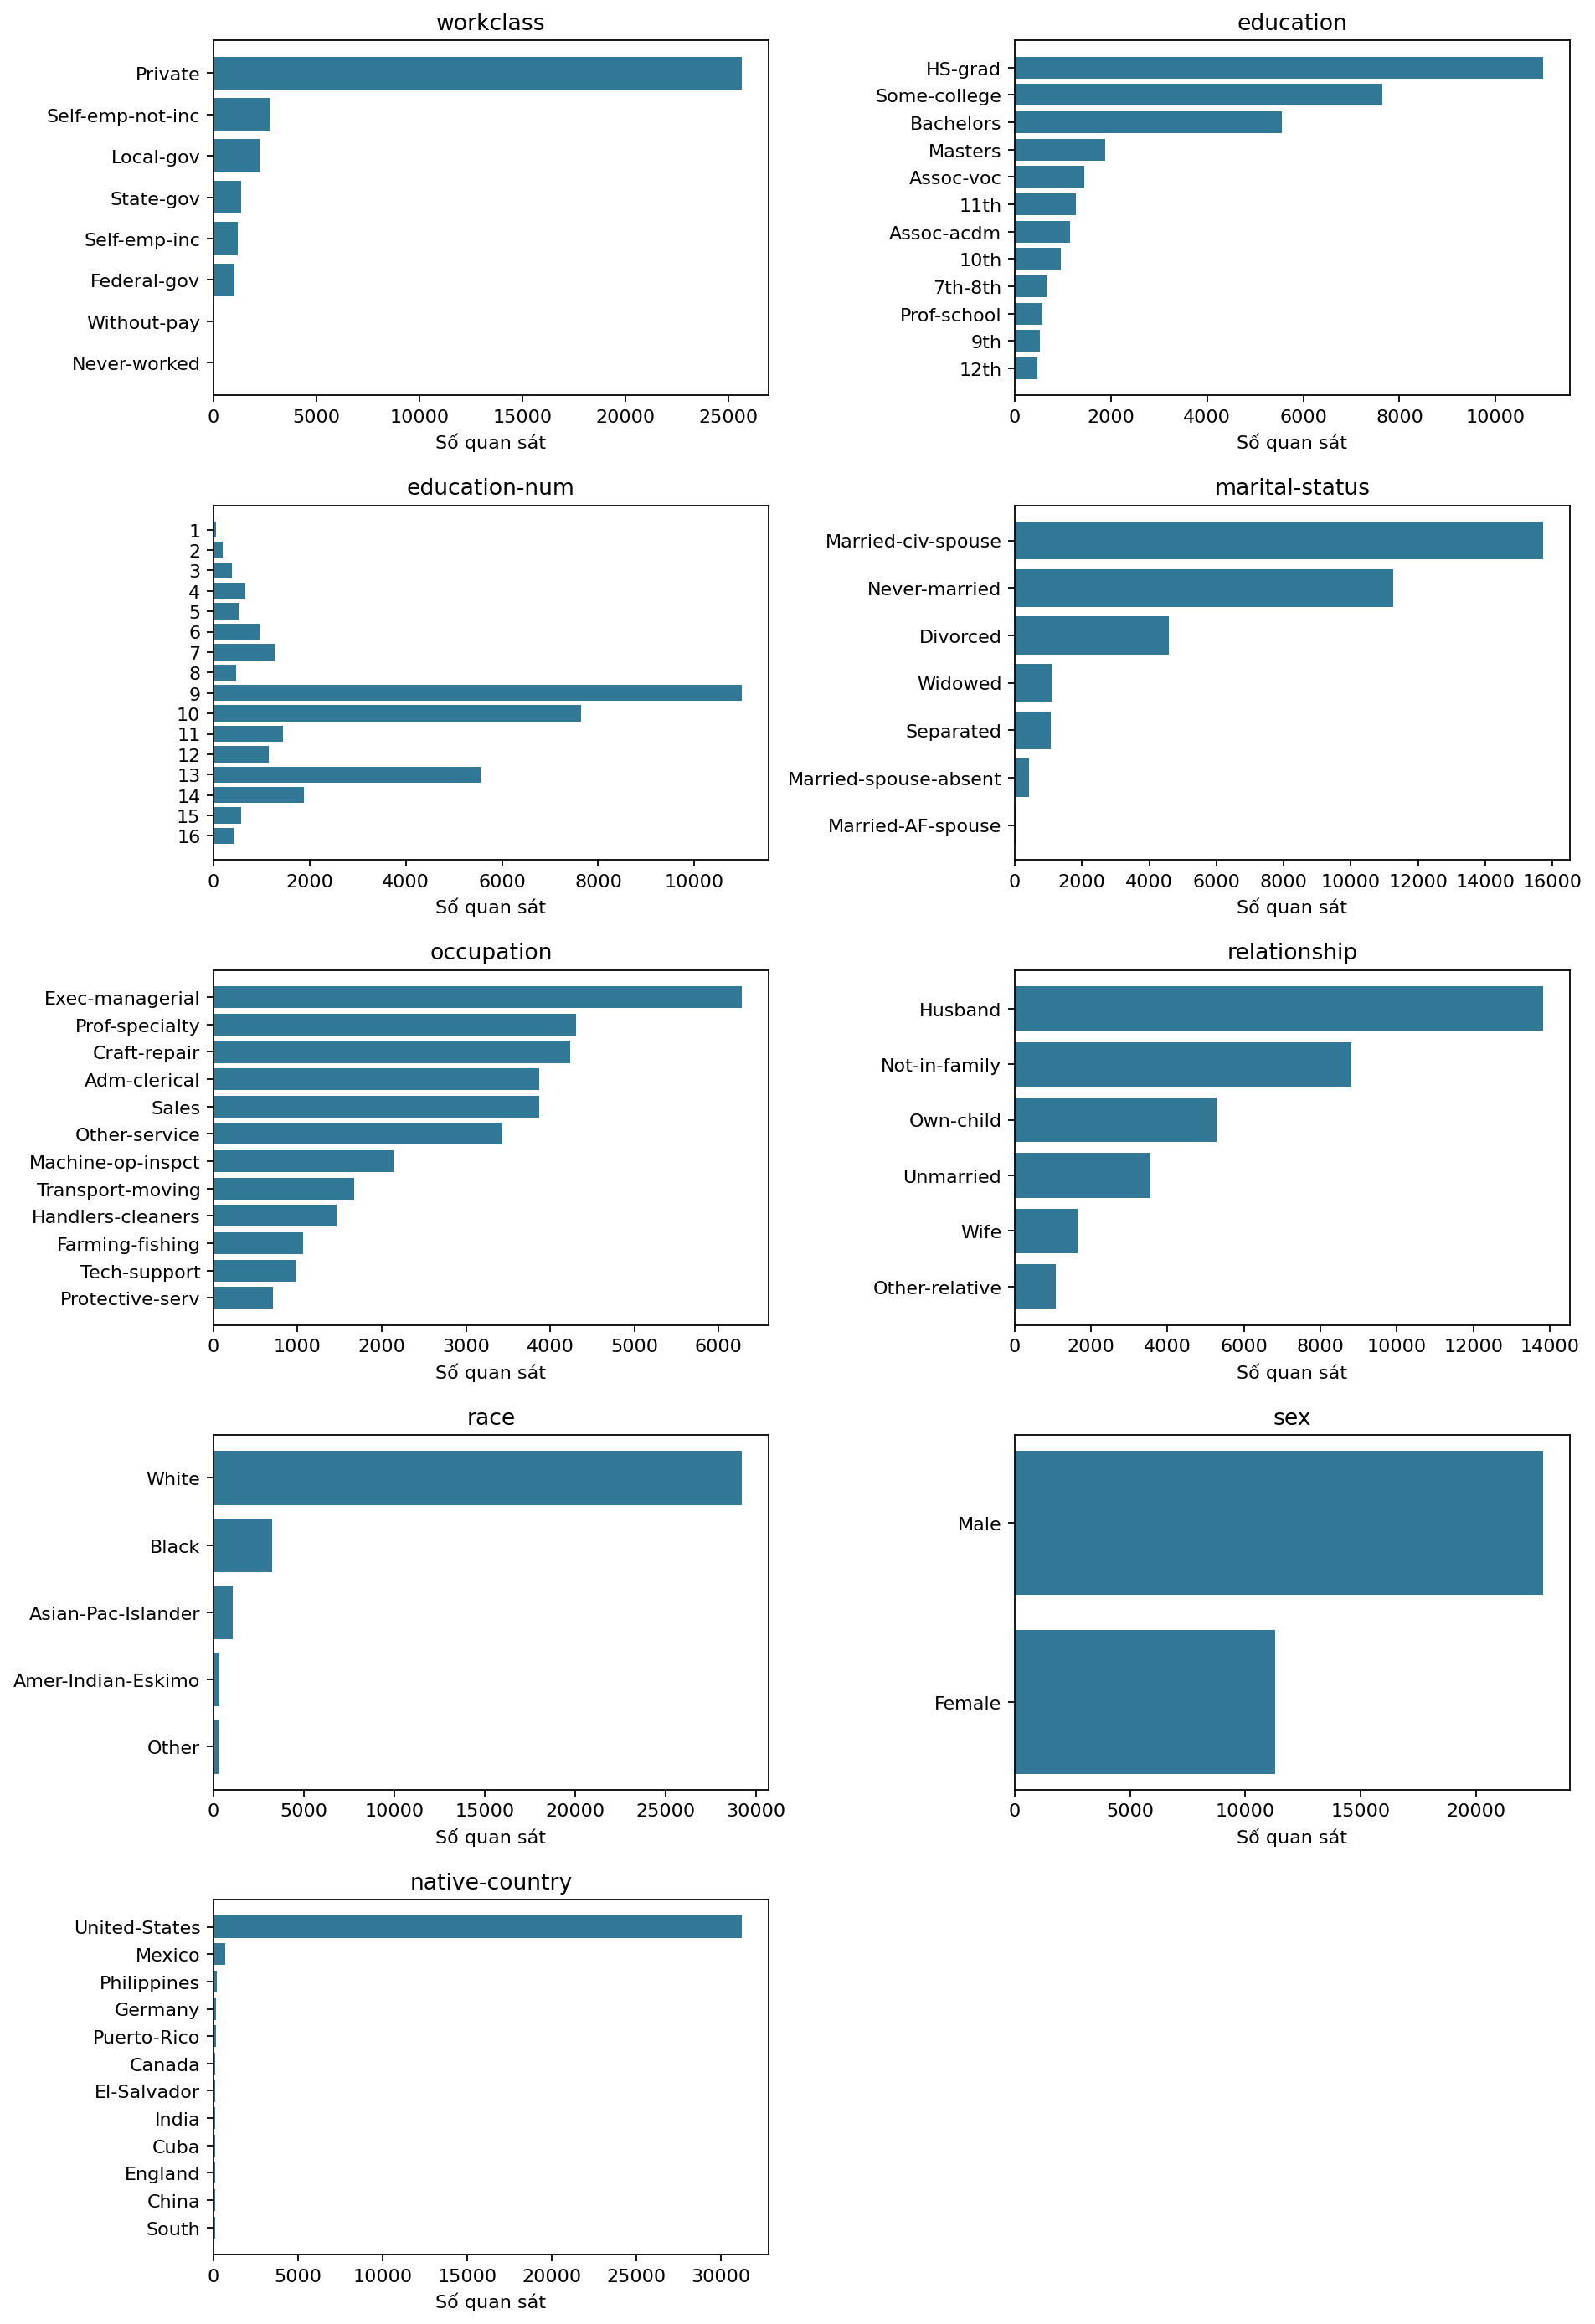 workclass
Private
Self-emp-not-inc
Local-gov
State-gov
Self-emp-inc
Federal-gov
Without-pay
Never-worked
0 5000 10000 15000 20000 25000
Số quan sát
education
HS-grad
Some-college
Bachelors
Masters
Assoc-voc
11th
Assoc-acdm
10th
7th-8th
Prof-school
9th
12th
0 2000 4000 6000 8000 10000
Số quan sát
education-num
1
2
3
4
5
6
7
8
9
10
11
12
13
14
15
16
0 2000 4000 6000 8000 10000
Số quan sát
marital-status
Married-civ-spouse
Never-married
Divorced
Widowed
Separated
Married-spouse-absent
Married-AF-spouse
0 2000 4000 6000 8000 10000 12000 14000 16000
Số quan sát
occupation
Exec-managerial
Prof-specialty
Craft-repair
Adm-clerical
Sales
Other-service
Machine-op-inspct
Transport-moving
Handlers-cleaners
Farming-fishing
Tech-support
Protective-serv
0 1000 2000 3000 4000 5000 6000
Số quan sát
relationship
Husband
Not-in-family
Own-child
Unmarried
Wife
Other-relative
0 2000 4000 6000 8000 10000 12000 14000
Số quan sát
race
White
Black
Asian-Pac-Islander
Amer-Indian-Eskimo
Other
0 5000 10000 15000 20000 25000 30000
Số quan sát
sex
Male
Female
0 5000 10000 15000 20000
Số quan sát
native-country
United-States
Mexico
Philippines
Germany
Puerto-Rico
Canada
El-Salvador
India
Cuba
England
China
South
0 5000 10000 15000 20000 25000 30000
Số quan sát